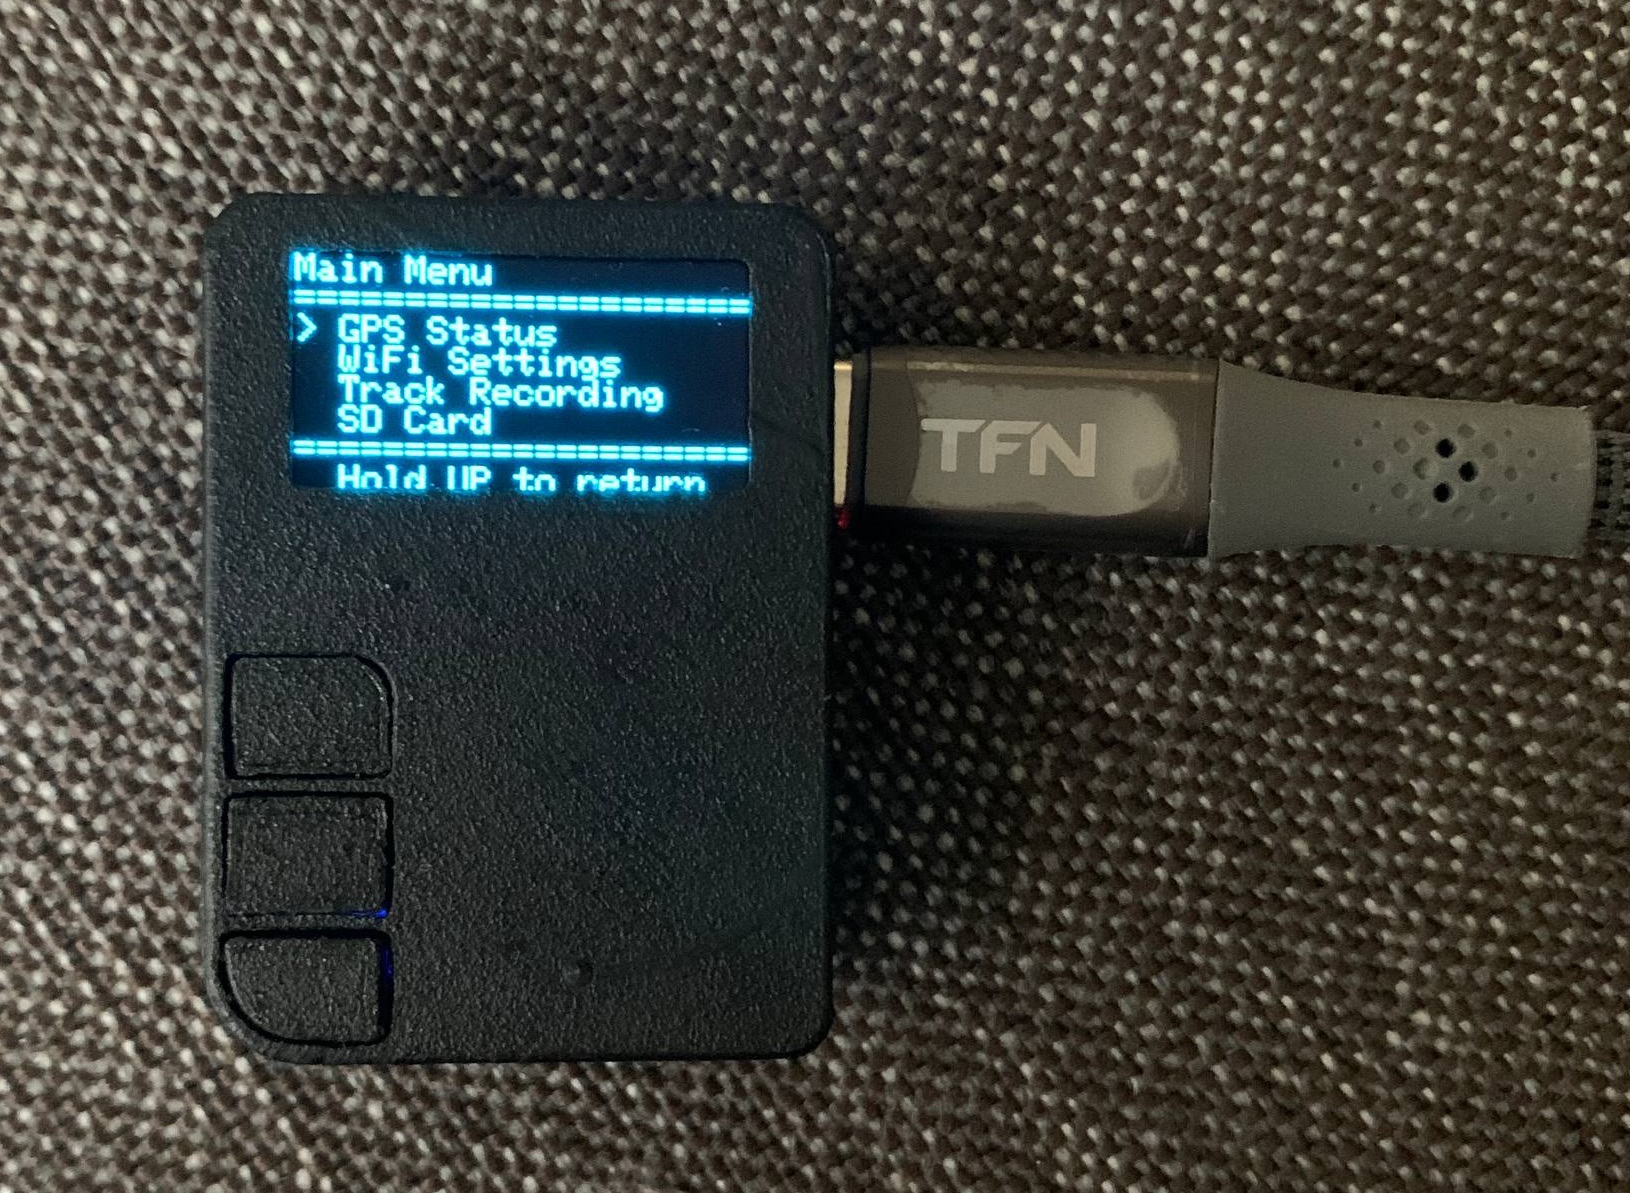 Main Menu
=====================
> GPS Status
WiFi Settings
Track Recording
SD Card
=====================
Hold UP to return
TFN